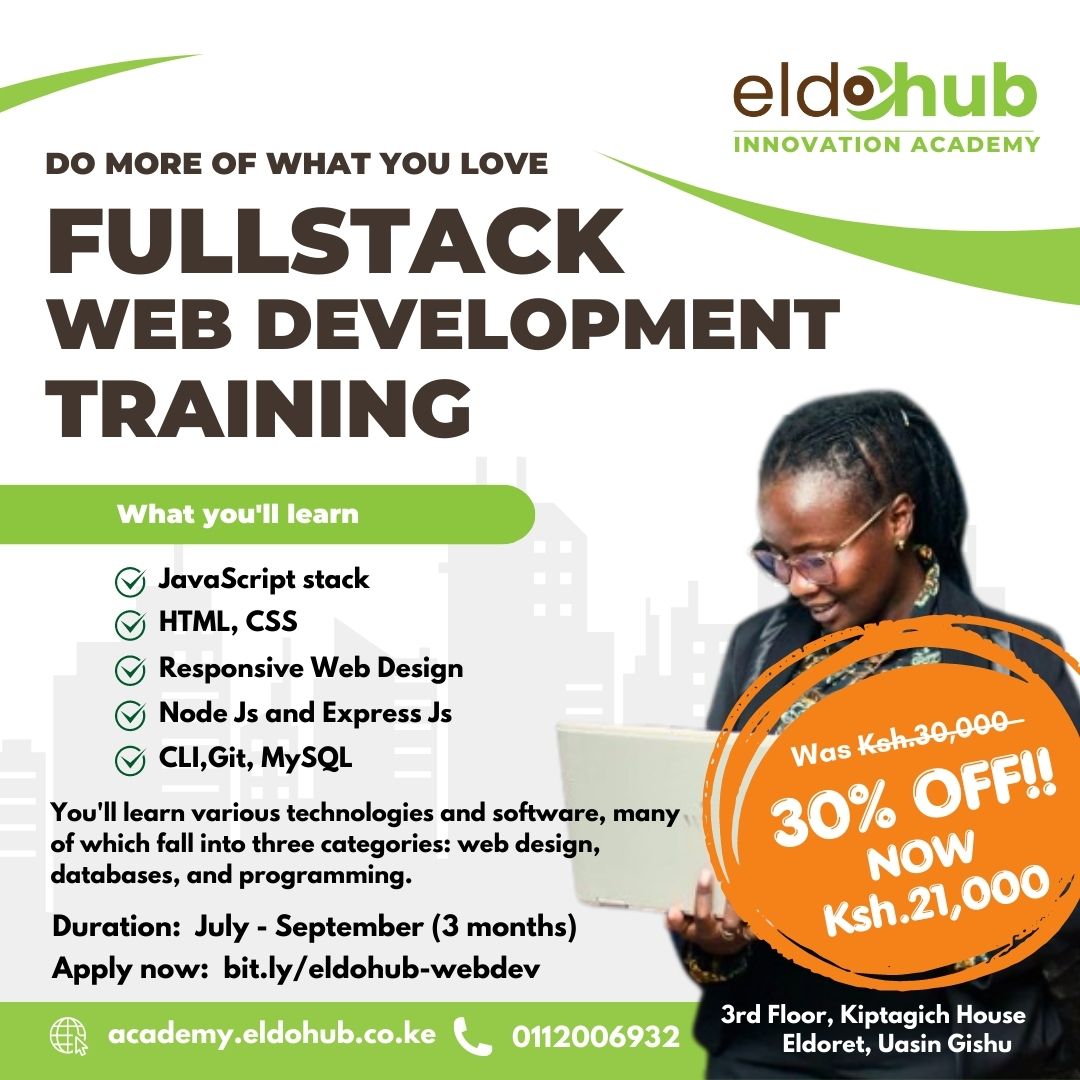 eldohub
INNOVATION ACADEMY
DO MORE OF WHAT YOU LOVE
FULLSTACK
WEB DEVELOPMENT
TRAINING
What you'll learn
JavaScript stack
HTML, CSS
Responsive Web Design
Node Js and Express Js
CLI,Git, MySQL
You'll learn various technologies and software, many
of which fall into three categories: web design,
databases, and programming.
Duration: July - September (3 months)
Apply now: bit.ly/eldohub-webdev
Was Ksh.30,000
30% OFF!!
NOW
Ksh.21,000
academy.eldohub.co.ke
0112006932
3rd Floor, Kiptagich House
Eldoret, Uasin Gishu